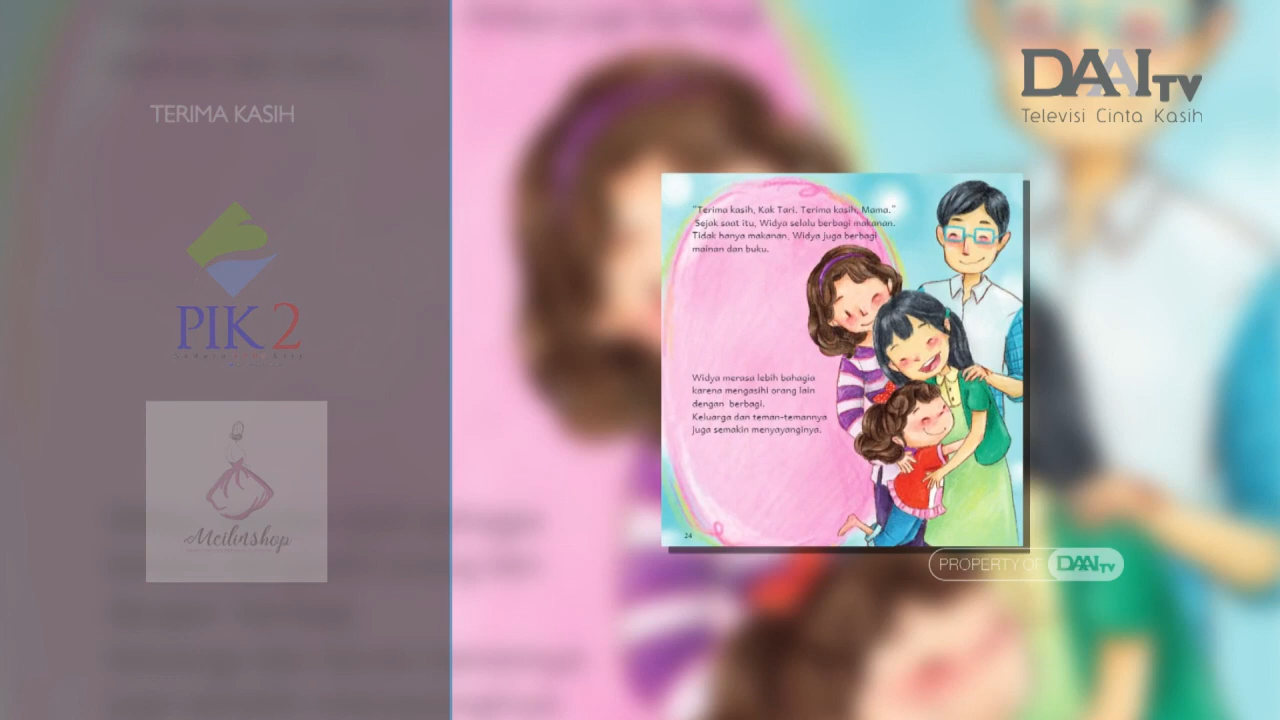 TERIMA KASIH
PIK 2
Meilinshop
DAAI TV
Televisi Cinta Kasih
"Terima kasih, Kak Tari. Terima kasih, Mama."
Sejak saat itu, Widya selalu berbagi makanan.
Tidak hanya makanan, Widya juga berbagi
mainan dan buku.
Widya merasa lebih bahagia
karena mengasihi orang lain
dengan berbagi.
Keluarga dan teman-temannya
juga semakin menyayanginya.
24
PROPERTY OF DAAI TV